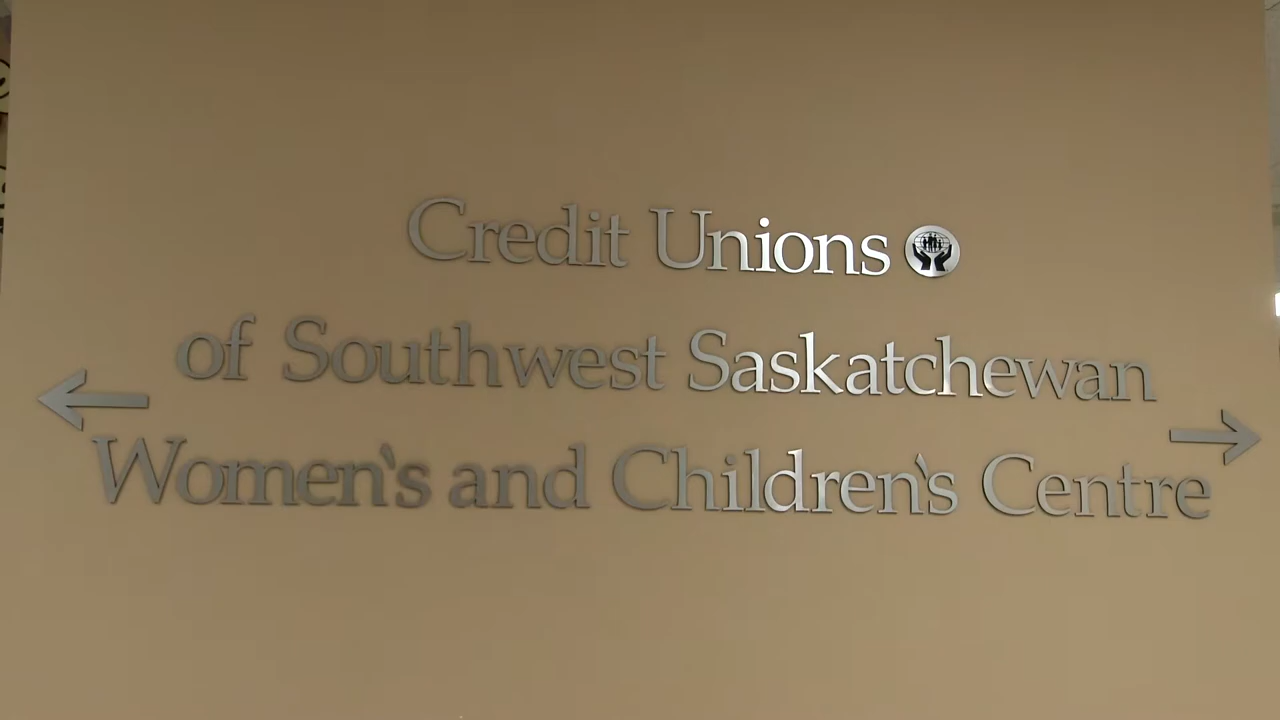 Credit Unions
of Southwest Saskatchewan
Women's and Children's Centre